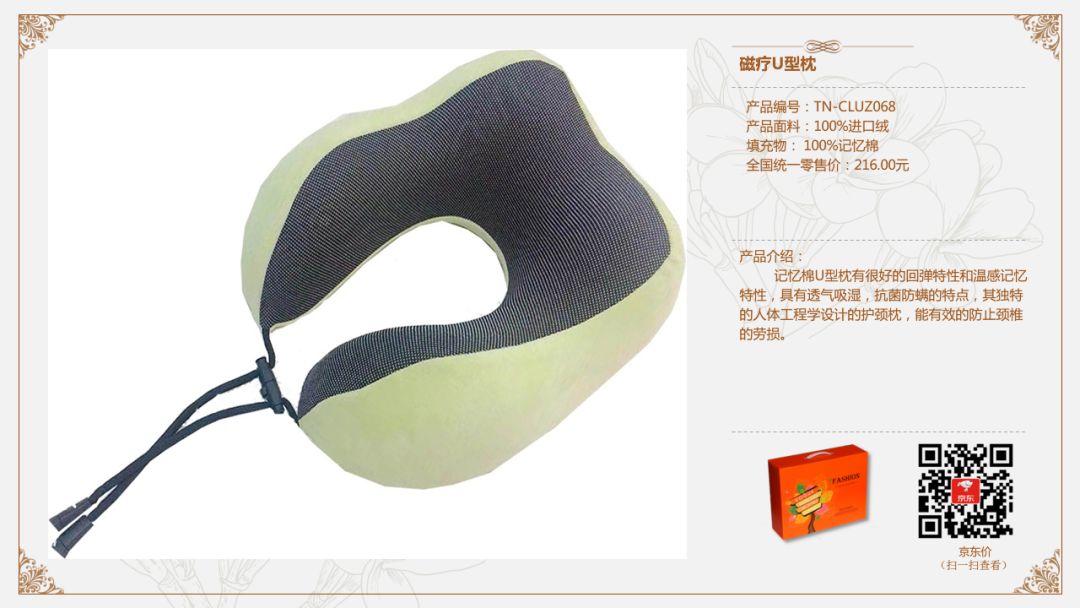 磁疗U型枕
产品编号：TN-CLUZ068
产品面料：100%进口绒
填充物： 100%记忆棉
全国统一零售价：216.00元
产品介绍：
记忆棉U型枕有很好的回弹特性和温感记忆
特性，具有透气吸湿，抗菌防螨的特点，其独特
的人体工程学设计的护颈枕，能有效的防止颈椎
的劳损。
FASHION
京东
京东价
（扫一扫查看）